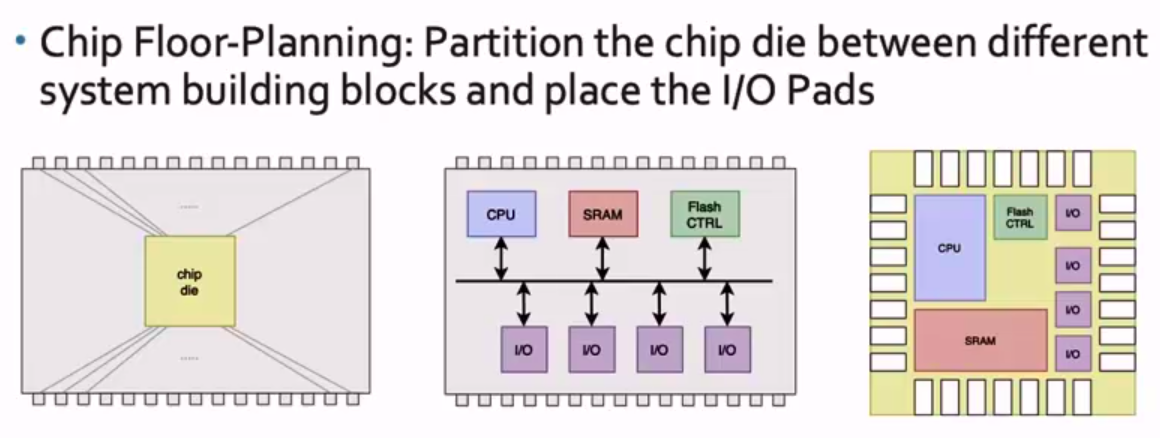 • Chip Floor-Planning: Partition the chip die between different
system building blocks and place the I/O Pads
.....
chip
die
.....
CPU
SRAM
Flash
CTRL
I/O
I/O
I/O
I/O
CPU
Flash
CTRL
I/O
I/O
I/O
SRAM
I/O